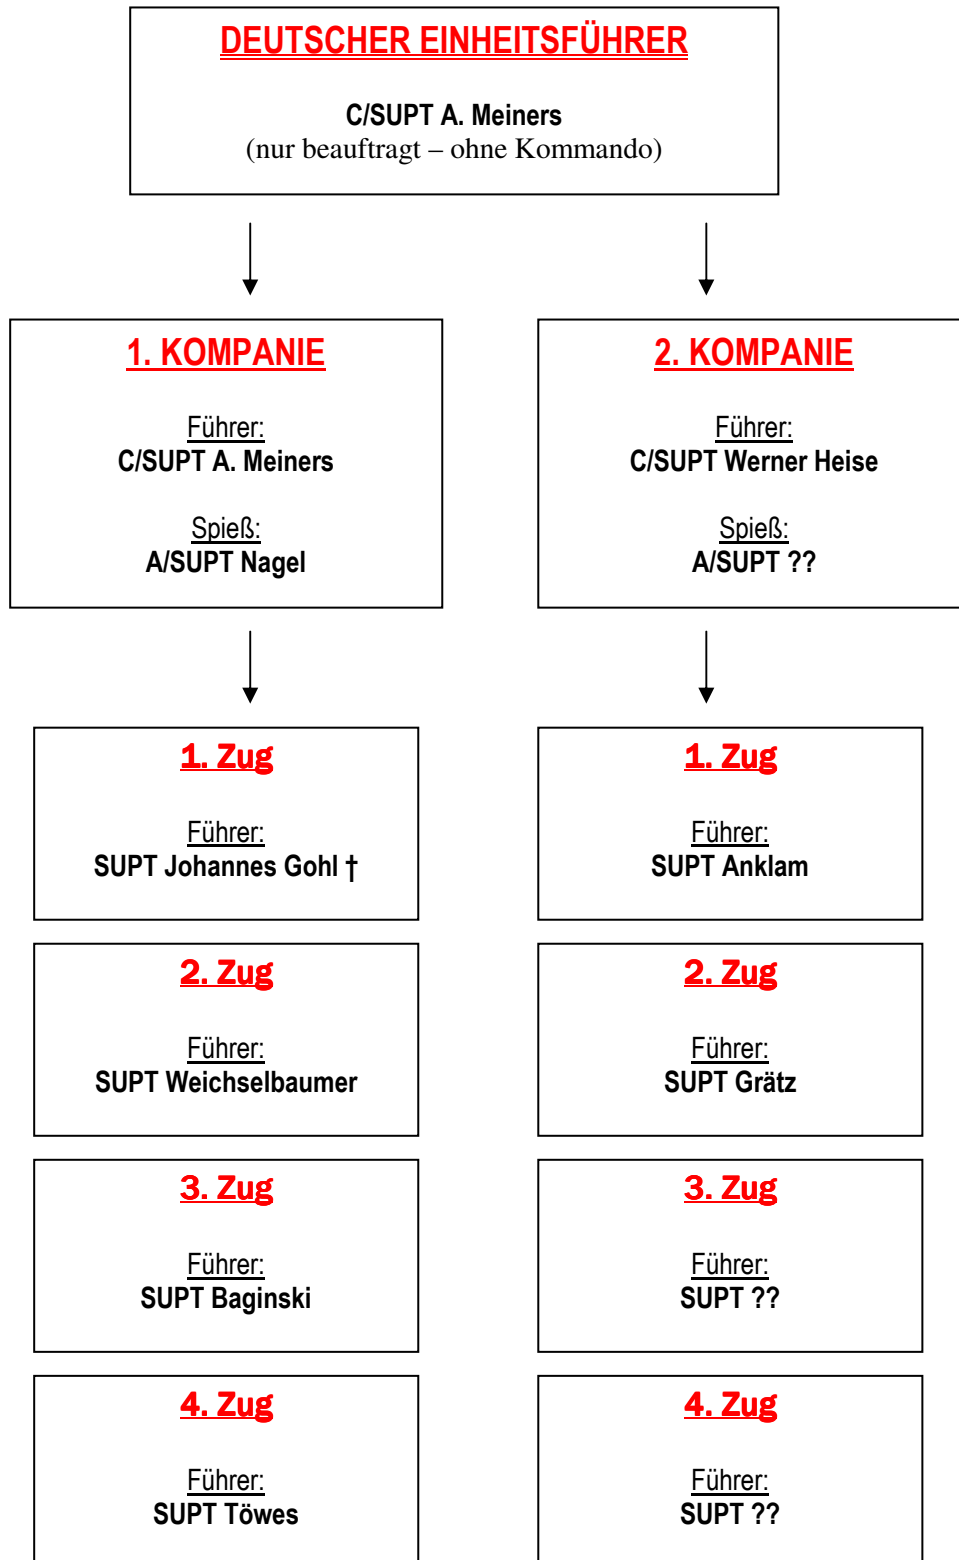 DEUTSCHER EINHEITSFÜHRER
C/SUPT A. Meiners
(nur beauftragt – ohne Kommando)
1. KOMPANIE
Führer:
C/SUPT A. Meiners
Spieß:
A/SUPT Nagel
2. KOMPANIE
Führer:
C/SUPT Werner Heise
Spieß:
A/SUPT ??
1. Zug
Führer:
SUPT Johannes Gohl †
1. Zug
Führer:
SUPT Anklam
2. Zug
Führer:
SUPT Weichselbaumer
2. Zug
Führer:
SUPT Grätz
3. Zug
Führer:
SUPT Baginski
3. Zug
Führer:
SUPT ??
4. Zug
Führer:
SUPT Töwes
4. Zug
Führer:
SUPT ??